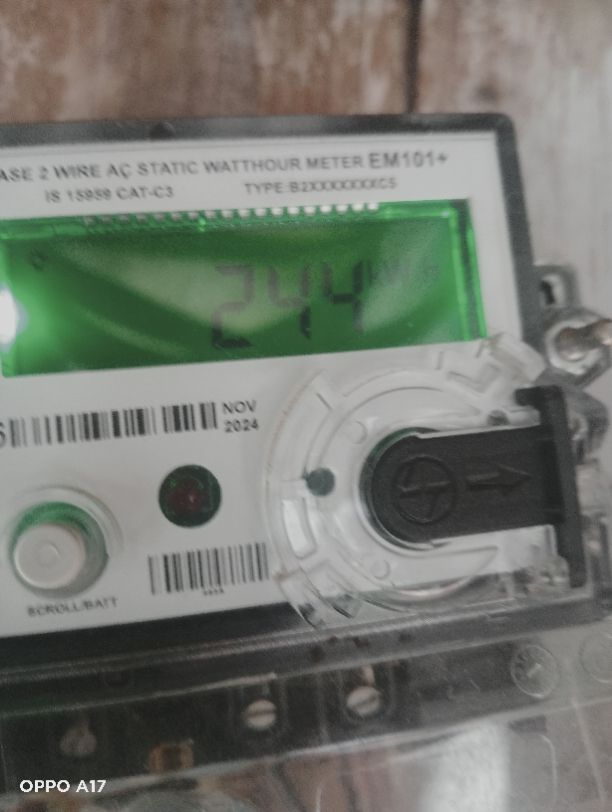 ASE 2 WIRE AC STATIC WATTHOUR METER EM101+
IS 15959 CAT-C3 TYPE:B2XXXXXXXC5
244
NOV
2024
SCROLL/BATT
OPPO A17